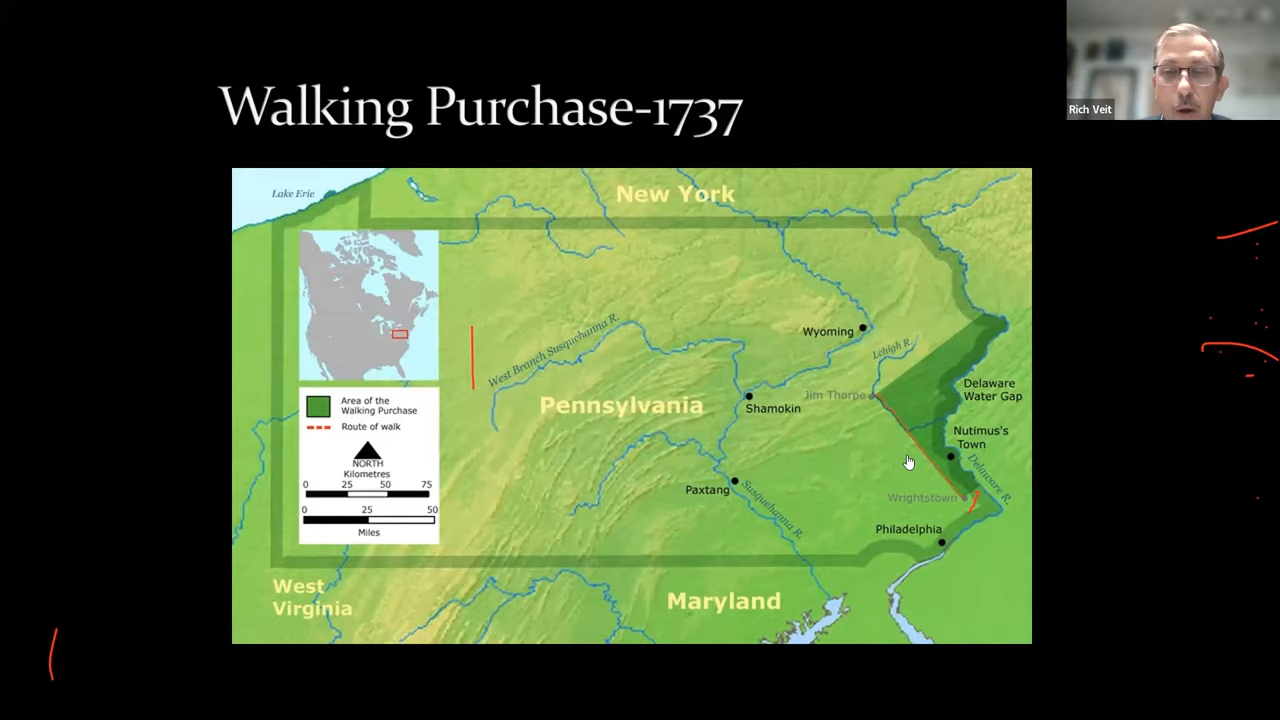 Walking Purchase-1737
Rich Veit
Lake Erie
New York
West Branch Susquehanna R.
Wyoming
Lehigh R.
Jim Thorpe
Delaware
Water Gap
Pennsylvania
Shamokin
Nutimus's
Town
Delaware R.
Paxtang
Susquehanna R.
Wrightstown
Philadelphia
Area of the
Walking Purchase
Route of walk
NORTH
Kilometres
0 25 50 75
0 25 50
Miles
West
Virginia
Maryland